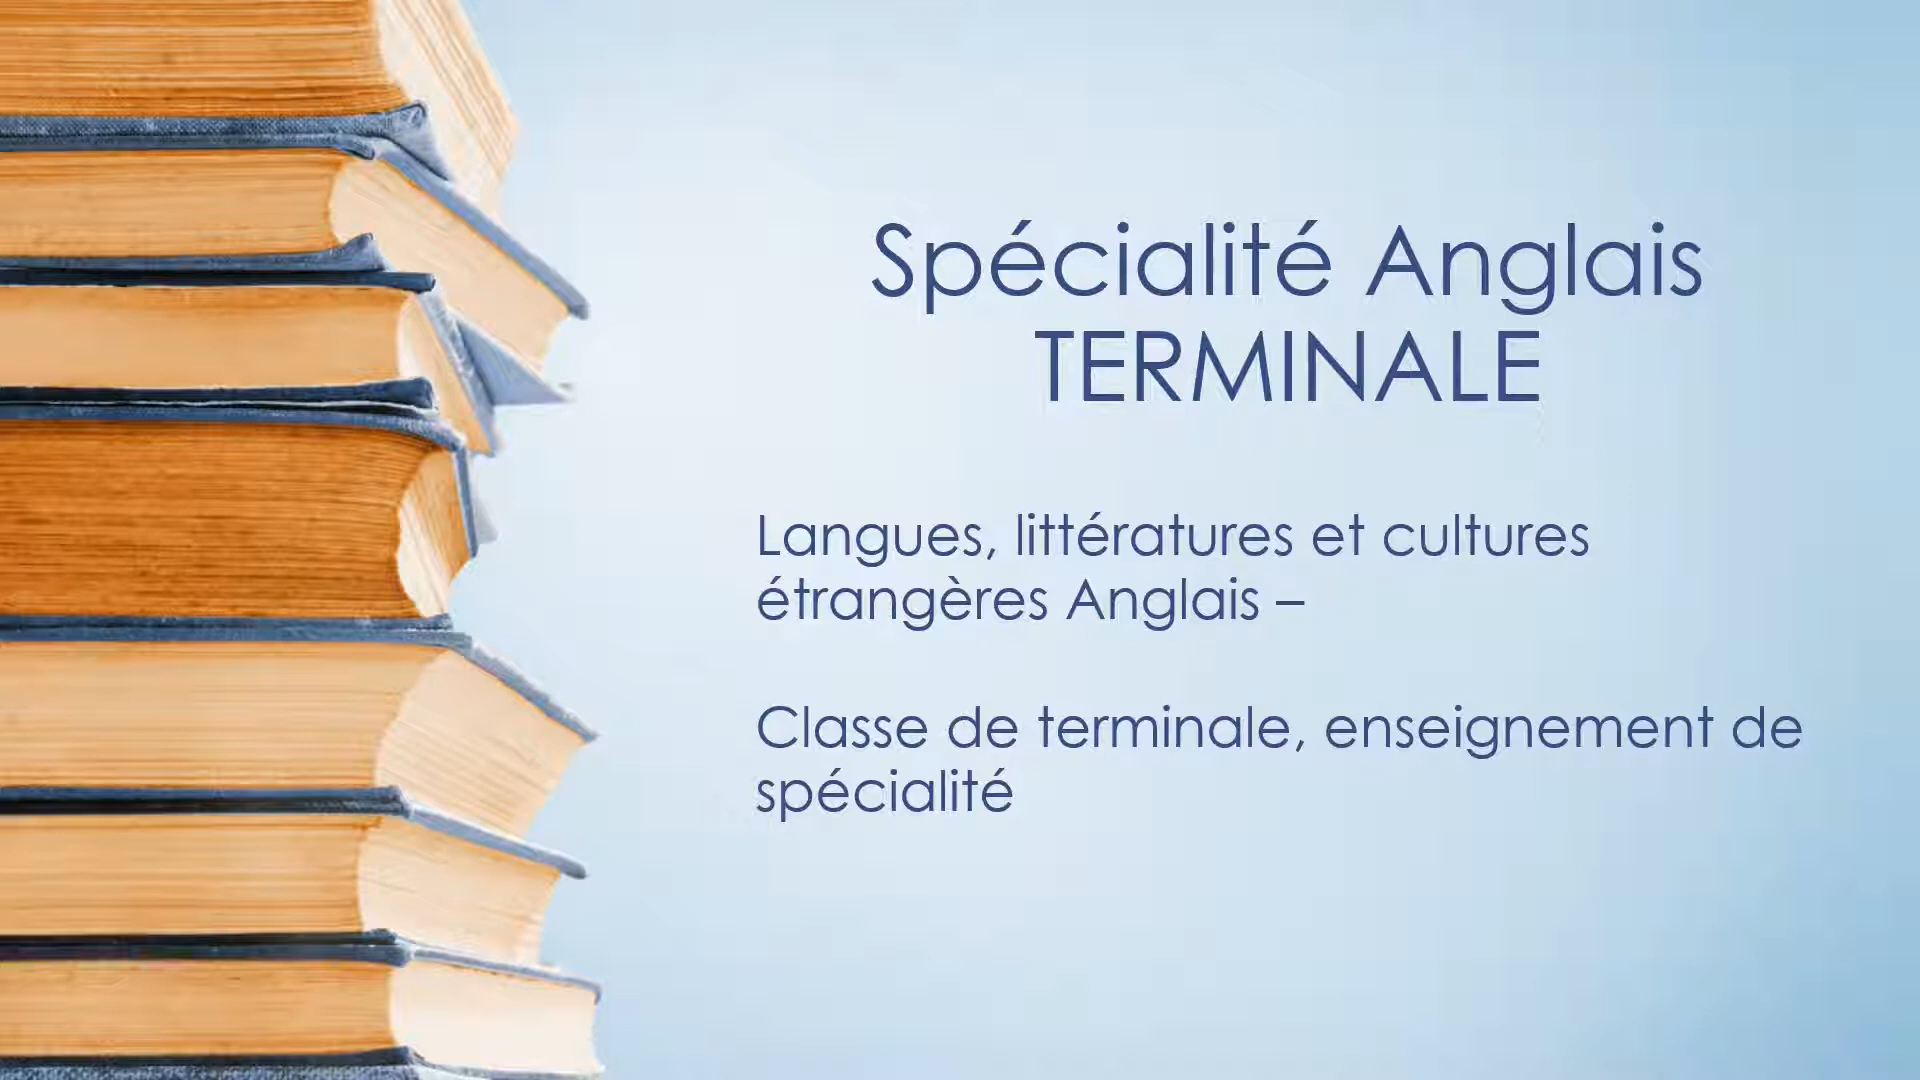 Spécialité Anglais
TERMINALE
Langues, littératures et cultures
étrangères Anglais –
Classe de terminale, enseignement de
spécialité